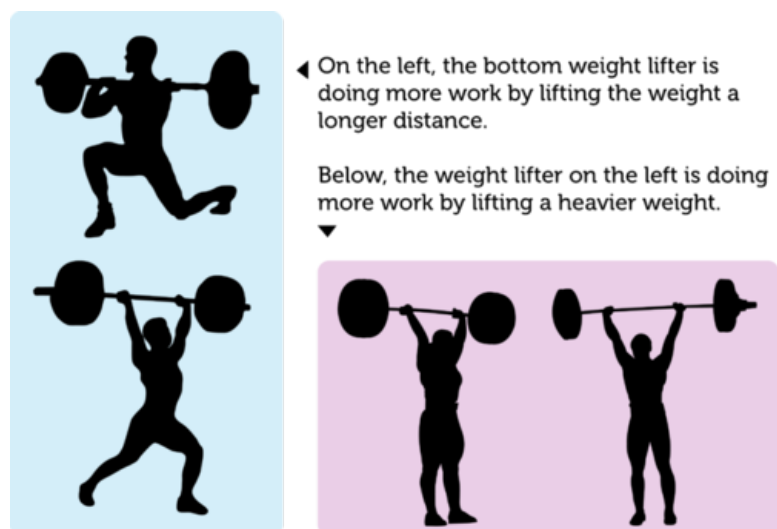 On the left, the bottom weight lifter is
doing more work by lifting the weight a
longer distance.
Below, the weight lifter on the left is doing
more work by lifting a heavier weight.